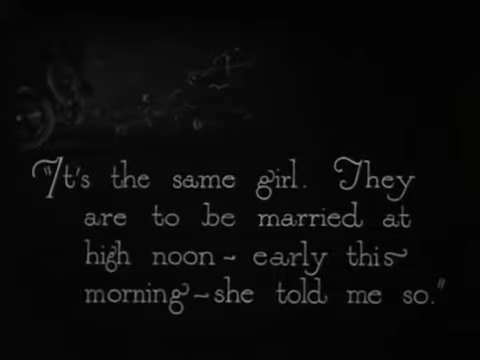 "It's the same girl. They
are to be married at
high noon - early this
morning - she told me so."